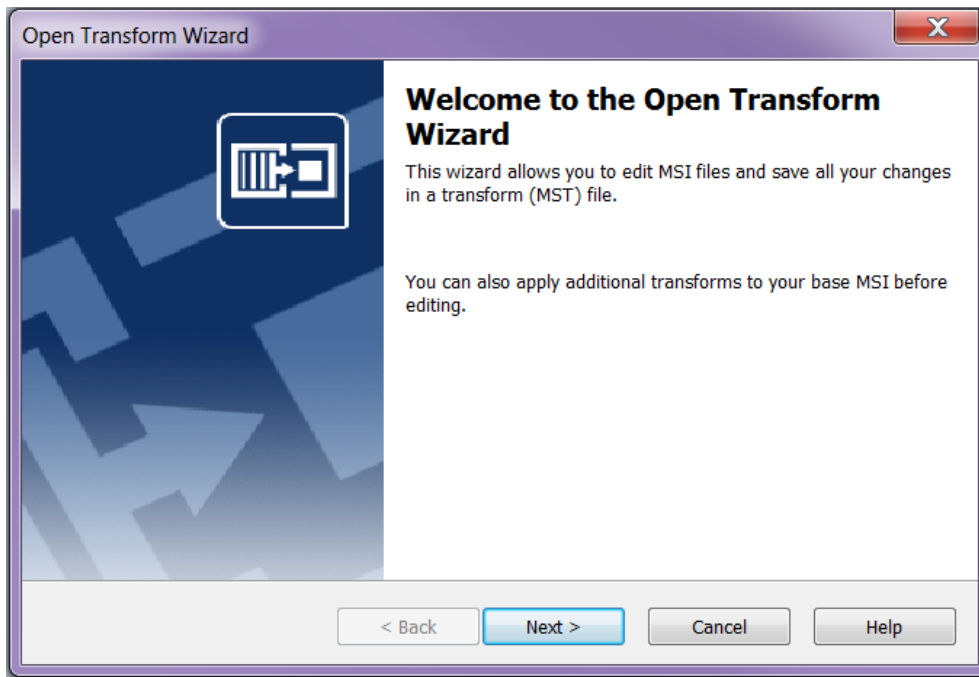 Open Transform Wizard
X
Welcome to the Open Transform
Wizard
This wizard allows you to edit MSI files and save all your changes
in a transform (MST) file.
You can also apply additional transforms to your base MSI before
editing.
< Back
Next >
Cancel
Help